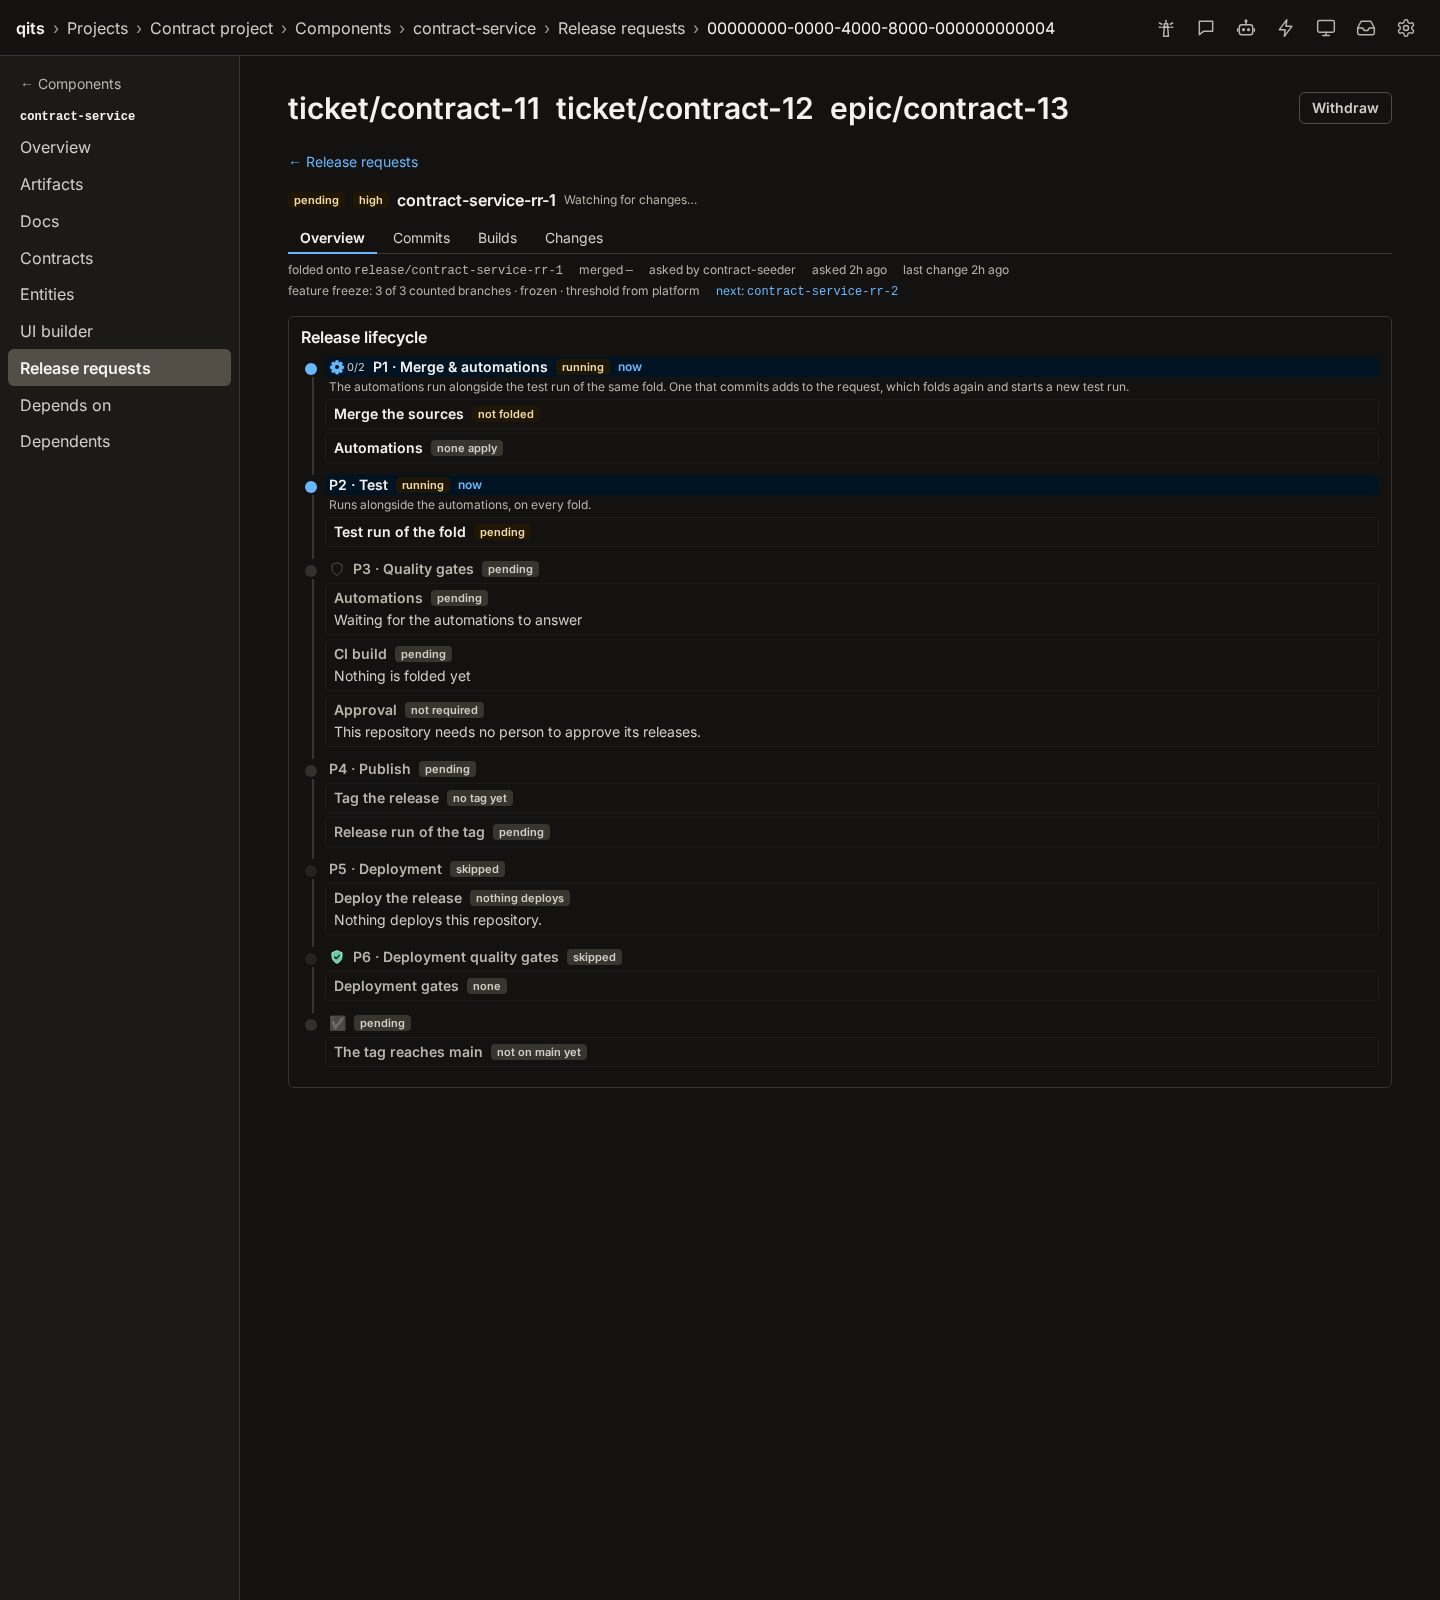 qits › Projects › Contract project › Components › contract-service › Release requests › 00000000-0000-4000-8000-000000000004
← Components
contract-service
Overview
Artifacts
Docs
Contracts
Entities
UI builder
Release requests
Depends on
Dependents
ticket/contract-11 ticket/contract-12 epic/contract-13
Withdraw
← Release requests
pending high contract-service-rr-1 Watching for changes…
Overview Commits Builds Changes
folded onto release/contract-service-rr-1 merged — asked by contract-seeder asked 2h ago last change 2h ago
feature freeze: 3 of 3 counted branches · frozen · threshold from platform next: contract-service-rr-2
Release lifecycle
0/2 P1 · Merge & automations running now
The automations run alongside the test run of the same fold. One that commits adds to the request, which folds again and starts a new test run.
Merge the sources not folded
Automations none apply
P2 · Test running now
Runs alongside the automations, on every fold.
Test run of the fold pending
P3 · Quality gates pending
Automations pending
Waiting for the automations to answer
CI build pending
Nothing is folded yet
Approval not required
This repository needs no person to approve its releases.
P4 · Publish pending
Tag the release no tag yet
Release run of the tag pending
P5 · Deployment skipped
Deploy the release nothing deploys
Nothing deploys this repository.
P6 · Deployment quality gates skipped
Deployment gates none
pending
The tag reaches main not on main yet